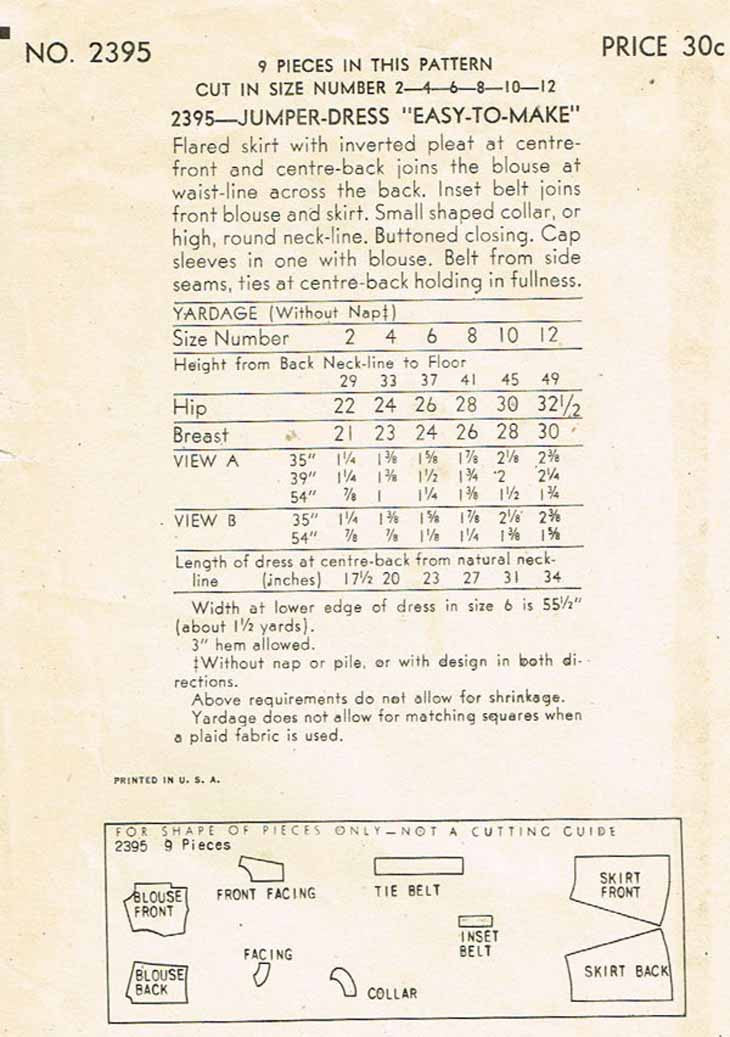 NO. 2395
PRICE 30c
9 PIECES IN THIS PATTERN
CUT IN SIZE NUMBER 2—4—6—8—10—12
2395—JUMPER-DRESS "EASY-TO-MAKE"
Flared skirt with inverted pleat at centre-
front and centre-back joins the blouse at
waist-line across the back. Inset belt joins
front blouse and skirt. Small shaped collar, or
high, round neck-line. Buttoned closing. Cap
sleeves in one with blouse. Belt from side
seams, ties at centre-back holding in fullness.
YARDAGE (Without Nap‡)
Size Number 2 4 6 8 10 12
Height from Back Neck-line to Floor
29 33 37 41 45 49
Hip 22 24 26 28 30 32½
Breast 21 23 24 26 28 30
VIEW A 35" 1¼ 1⅜ 1⅝ 1⅞ 2⅛ 2⅜
39" 1¼ 1⅜ 1½ 1¾ 2 2¼
54" ⅞ 1 1¼ 1⅜ 1½ 1¾
VIEW B 35" 1¼ 1⅜ 1⅝ 1⅞ 2⅛ 2⅜
54" ⅞ ⅞ 1⅛ 1¼ 1⅜ 1⅝
Length of dress at centre-back from natural neck-
line (inches) 17½ 20 23 27 31 34
Width at lower edge of dress in size 6 is 55½"
(about 1½ yards).
3" hem allowed.
‡Without nap or pile, or with design in both di-
rections.
Above requirements do not allow for shrinkage.
Yardage does not allow for matching squares when
a plaid fabric is used.
PRINTED IN U. S. A.
FOR SHAPE OF PIECES ONLY—NOT A CUTTING GUIDE
2395 9 Pieces
BLOUSE
FRONT
FRONT FACING
TIE BELT
SKIRT
FRONT
INSET
BELT
FACING
BLOUSE
BACK
COLLAR
SKIRT BACK